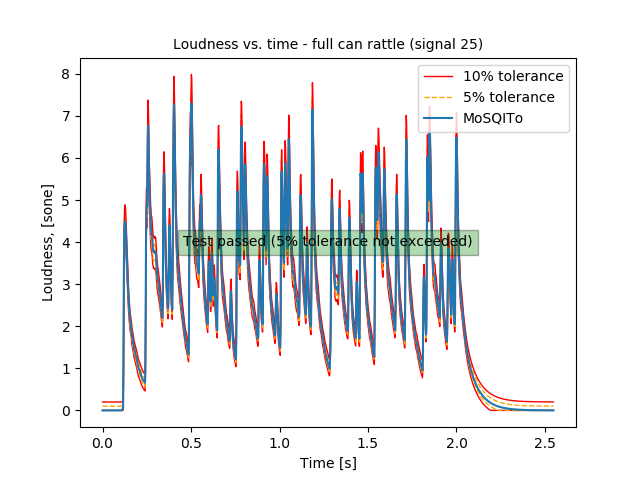 Loudness vs. time - full can rattle (signal 25)
10% tolerance
5% tolerance
MoSQITo
Test passed (5% tolerance not exceeded)
Loudness, [sone]
8
7
6
5
4
3
2
1
0
0.0 0.5 1.0 1.5 2.0 2.5
Time [s]